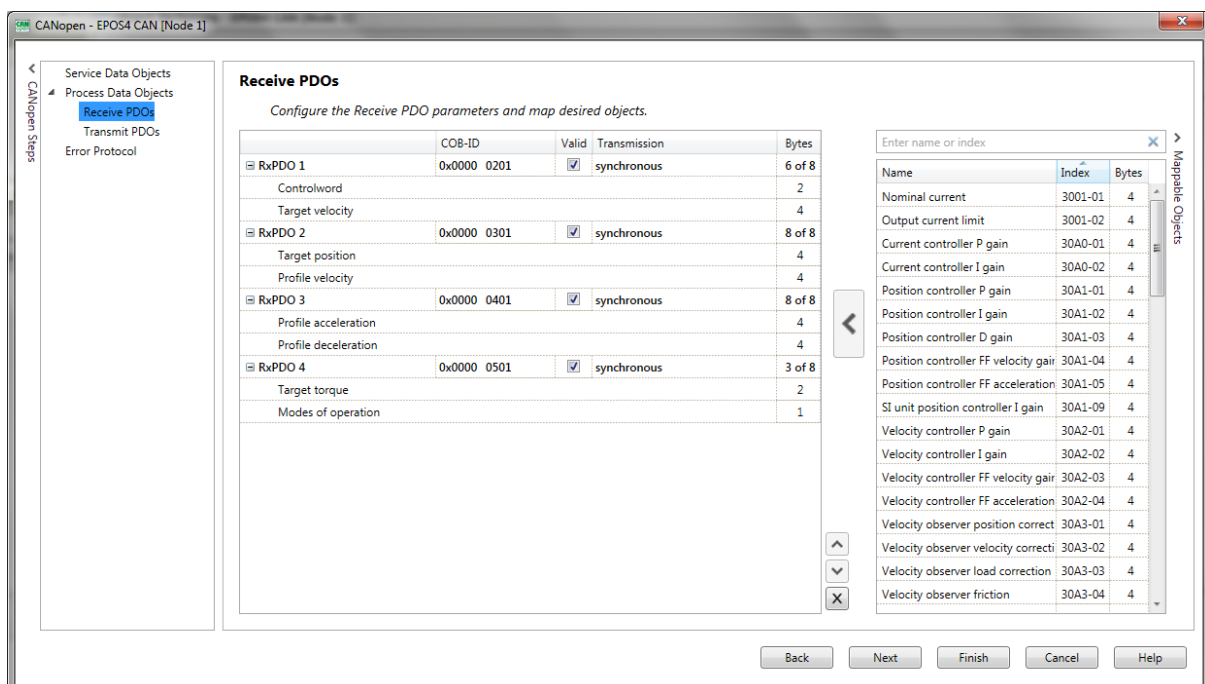 CAN CANopen - EPOS4 CAN [Node 1]
CANopen Steps
Service Data Objects
Process Data Objects
Receive PDOs
Transmit PDOs
Error Protocol
Receive PDOs
Configure the Receive PDO parameters and map desired objects.
COB-ID Valid Transmission Bytes
RxPDO 1 0x0000 0201 synchronous 6 of 8
Controlword 2
Target velocity 4
RxPDO 2 0x0000 0301 synchronous 8 of 8
Target position 4
Profile velocity 4
RxPDO 3 0x0000 0401 synchronous 8 of 8
Profile acceleration 4
Profile deceleration 4
RxPDO 4 0x0000 0501 synchronous 3 of 8
Target torque 2
Modes of operation 1
Enter name or index
Mappable Objects
Name Index Bytes
Nominal current 3001-01 4
Output current limit 3001-02 4
Current controller P gain 30A0-01 4
Current controller I gain 30A0-02 4
Position controller P gain 30A1-01 4
Position controller I gain 30A1-02 4
Position controller D gain 30A1-03 4
Position controller FF velocity gair 30A1-04 4
Position controller FF acceleration 30A1-05 4
SI unit position controller I gain 30A1-09 4
Velocity controller P gain 30A2-01 4
Velocity controller I gain 30A2-02 4
Velocity controller FF velocity gair 30A2-03 4
Velocity controller FF acceleration 30A2-04 4
Velocity observer position correct 30A3-01 4
Velocity observer velocity correcti 30A3-02 4
Velocity observer load correction 30A3-03 4
Velocity observer friction 30A3-04 4
Back Next Finish Cancel Help